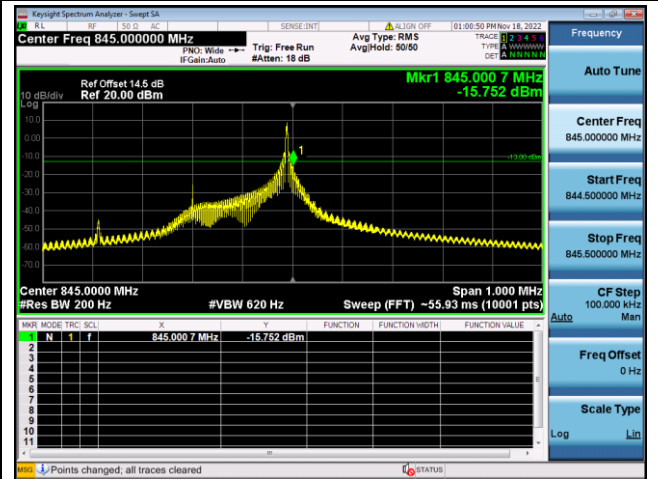 Keysight Spectrum Analyzer - Swept SA
RL RF 50 Ω AC SENSE:INT ALIGN OFF 01:00:50 PM Nov 18, 2022
Center Freq 845.000000 MHz
PNO: Wide
IFGain:Auto
Trig: Free Run
#Atten: 18 dB
Avg Type: RMS
Avg|Hold: 50/50
TRACE 1 2 3 4 5 6
TYPE A WWWWW
DET A N N N N N
Ref Offset 14.5 dB
10 dB/div Ref 20.00 dBm
Log
Mkr1 845.000 7 MHz
-15.752 dBm
10.0
0.00
-10.0
-20.0
-30.0
-40.0
-50.0
-60.0
-70.0
1
-13.00 dBm
Center 845.0000 MHz Span 1.000 MHz
#Res BW 200 Hz #VBW 620 Hz Sweep (FFT) ~55.93 ms (10001 pts)
MKR MODE TRC SCL X Y FUNCTION FUNCTION WIDTH FUNCTION VALUE
1 N 1 f 845.000 7 MHz -15.752 dBm
2
3
4
5
6
7
8
9
10
11
MSG Points changed; all traces cleared STATUS
Frequency
Auto Tune
Center Freq
845.000000 MHz
Start Freq
844.500000 MHz
Stop Freq
845.500000 MHz
CF Step
100.000 kHz
Auto Man
Freq Offset
0 Hz
Scale Type
Log Lin